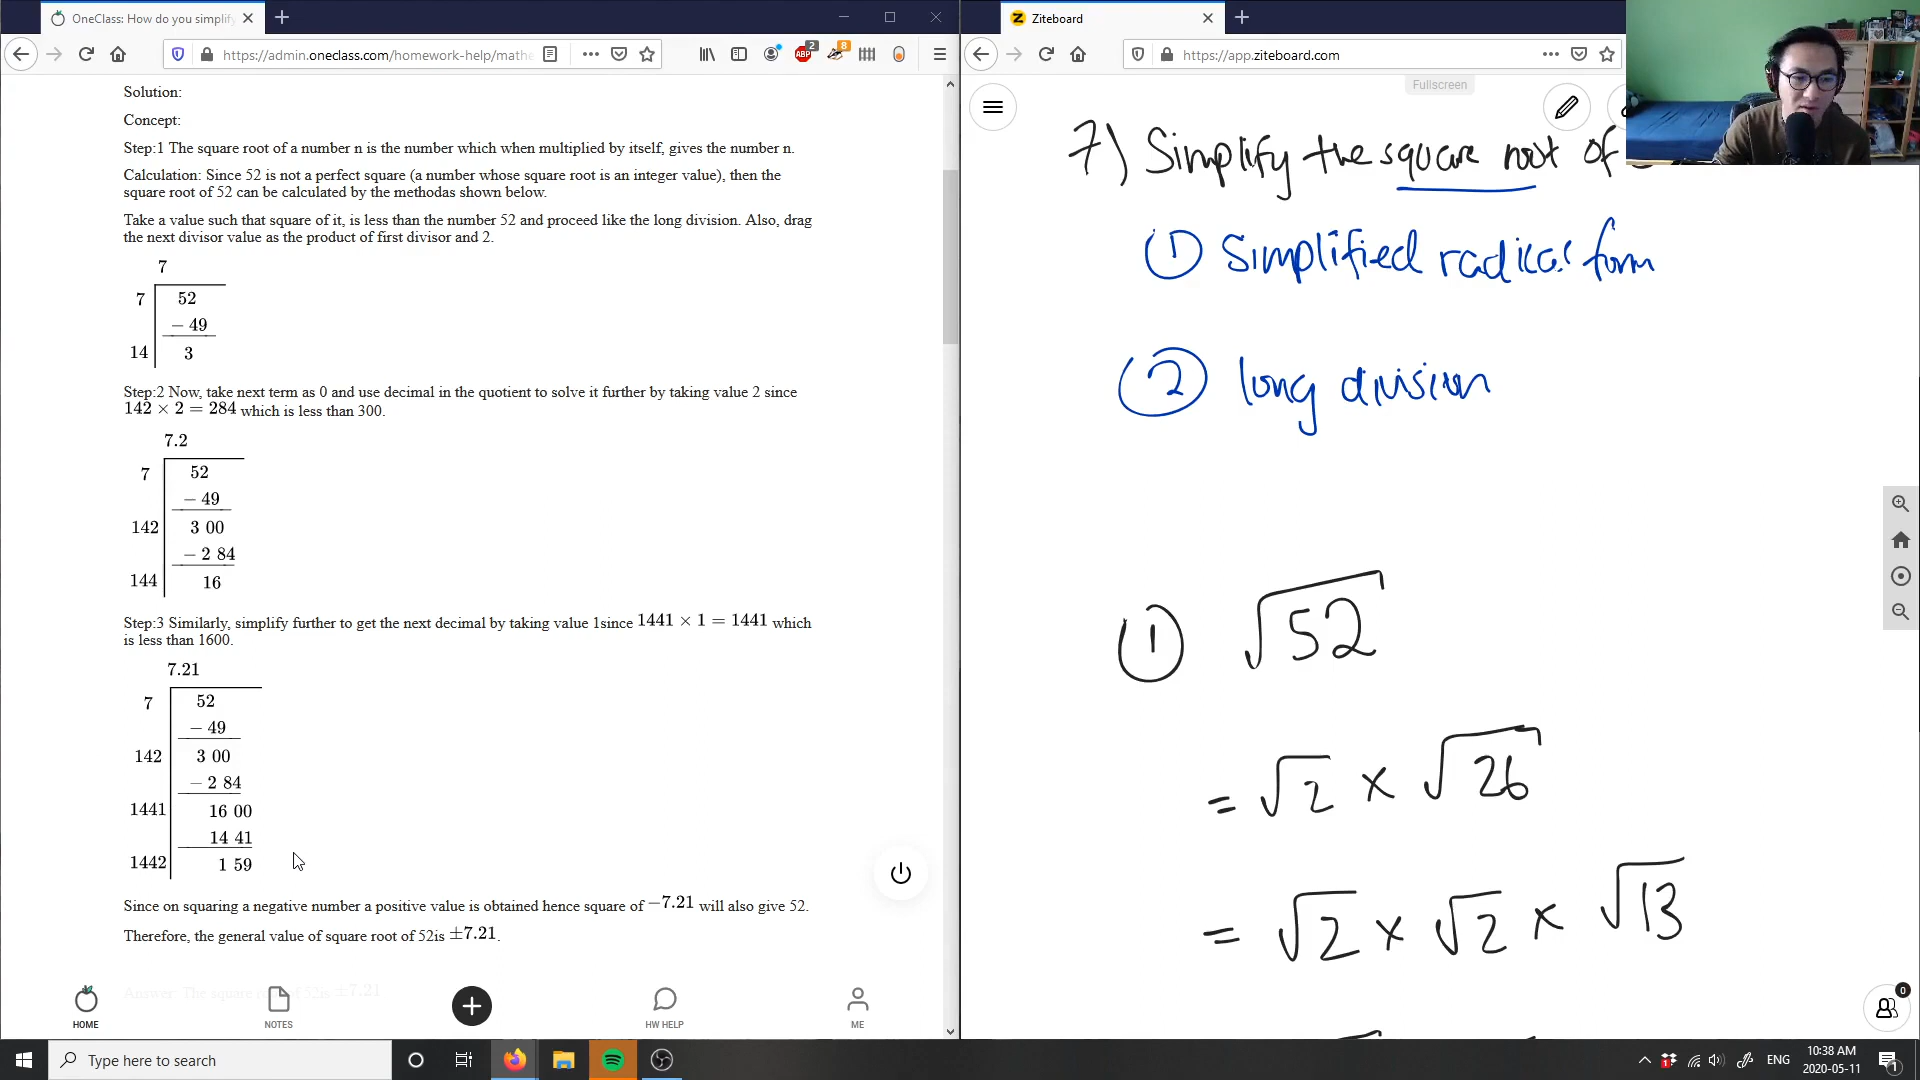 OneClass: How do you simplify
Ziteboard
https://admin.oneclass.com/homework-help/mathe
2
8
https://app.ziteboard.com
Fullscreen
Solution:
Concept:
Step:1 The square root of a number n is the number which when multiplied by itself, gives the number n.
Calculation: Since 52 is not a perfect square (a number whose square root is an integer value), then the
square root of 52 can be calculated by the methodas shown below.
Take a value such that square of it, is less than the number 52 and proceed like the long division. Also, drag
the next divisor value as the product of first divisor and 2.
7
7 52
− 49
14 3
Step:2 Now, take next term as 0 and use decimal in the quotient to solve it further by taking value 2 since
142 × 2 = 284 which is less than 300.
7.2
7 52
− 49
142 3 00
− 2 84
144 16
Step:3 Similarly, simplify further to get the next decimal by taking value 1since 1441 × 1 = 1441 which
is less than 1600.
7.21
7 52
− 49
142 3 00
− 2 84
1441 16 00
14 41
1442 1 59
Since on squaring a negative number a positive value is obtained hence square of −7.21 will also give 52.
Therefore, the general value of square root of 52is ±7.21.
Answer: The square root of 52is ±7.21
HOME
NOTES
HW HELP
ME
7) Simplify the square root of
① Simplified radical form
② long division
① √52
= √2 × √26
= √2 × √2 × √13
0
Type here to search
ENG
10:38 AM
2020-05-11
1